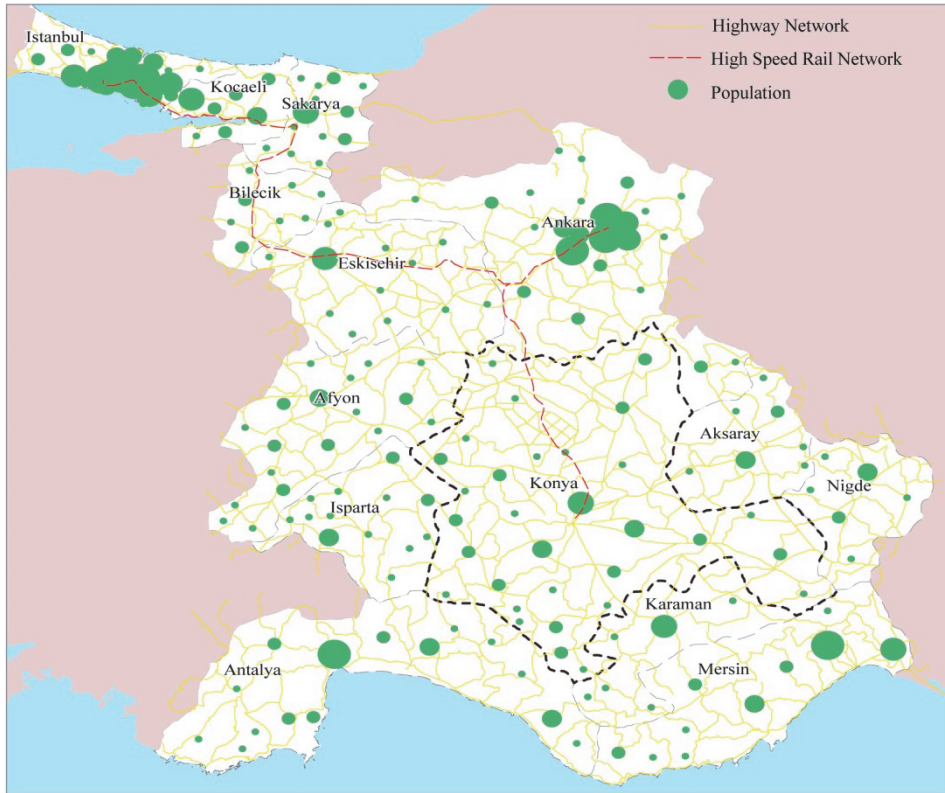 Istanbul
Highway Network
High Speed Rail Network
Kocaeli
Population
Sakarya
Bilecik
Ankara
Eskisehir
Afyon
Aksaray
Konya
Nigde
Isparta
Karaman
Antalya
Mersin